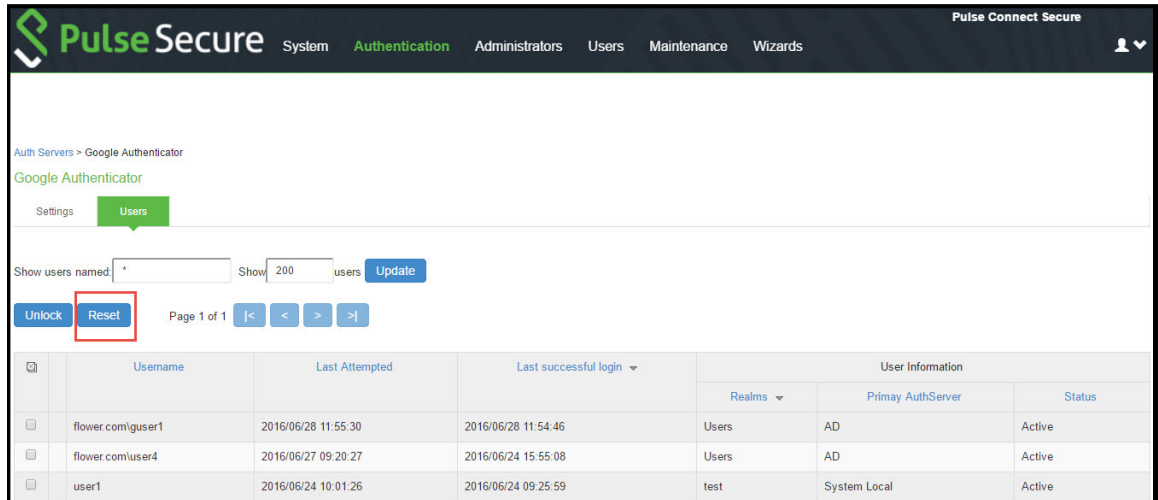 Pulse Connect Secure
Pulse Secure System Authentication Administrators Users Maintenance Wizards
Auth Servers > Google Authenticator
Google Authenticator
Settings Users
Show users named: * Show 200 users Update
Unlock Reset Page 1 of 1 |< < > >|
Username Last Attempted Last successful login User Information
Realms Primay AuthServer Status
flower.com\guser1 2016/06/28 11:55:30 2016/06/28 11:54:46 Users AD Active
flower.com\user4 2016/06/27 09:20:27 2016/06/24 15:55:08 Users AD Active
user1 2016/06/24 10:01:26 2016/06/24 09:25:59 test System Local Active